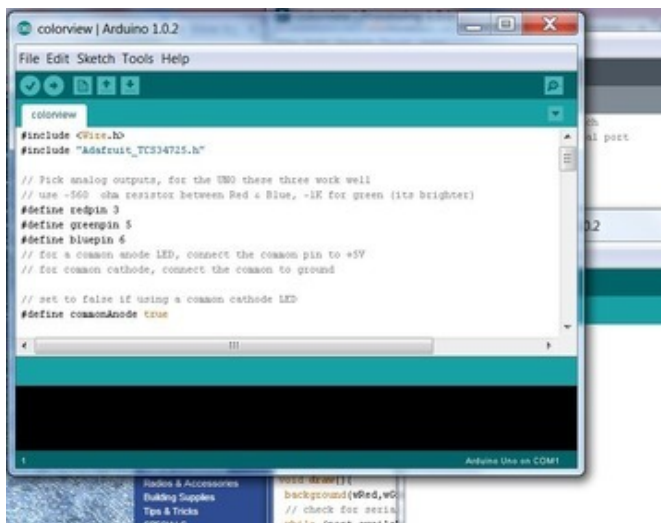 colorview | Arduino 1.0.2
File Edit Sketch Tools Help
colorview
#include <Wire.h>
#include "Adafruit_TCS34725.h"
// Pick analog outputs, for the UNO these three work well
// use ~560 ohm resistor between Red & Blue, ~1K for green (its brighter)
#define redpin 3
#define greenpin 5
#define bluepin 6
// for a common anode LED, connect the common pin to +5V
// for common cathode, connect the common to ground
// set to false if using a common cathode LED
#define commonAnode true
1
Arduino Uno on COM1
ch
al port
0.2
Radios & Accessories
Building Supplies
Tips & Tricks
SPECIALS
void draw(){
background(wRed,wG
// check for seria